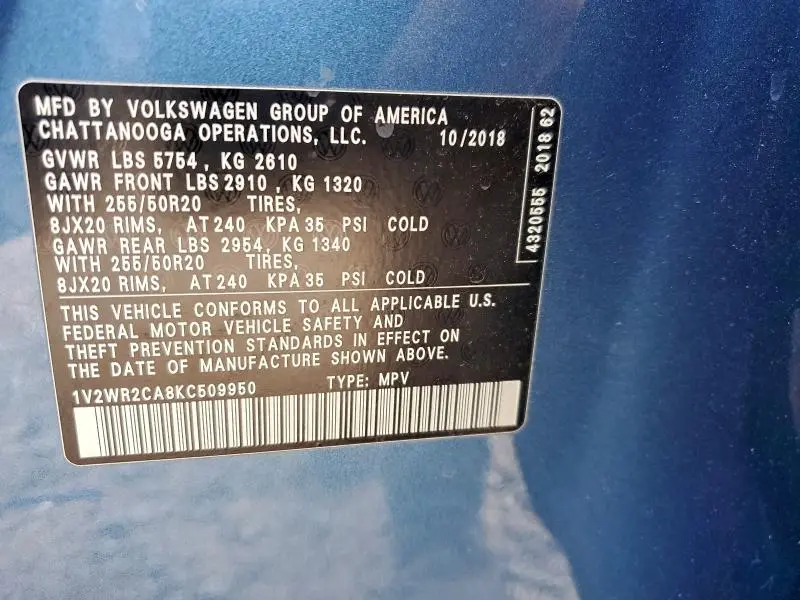 MFD BY VOLKSWAGEN GROUP OF AMERICA
CHATTANOOGA OPERATIONS, LLC. 10/2018
GVWR LBS 5754 , KG 2610
GAWR FRONT LBS 2910 , KG 1320
WITH 255/50R20 TIRES,
8JX20 RIMS, AT 240 KPA 35 PSI COLD
GAWR REAR LBS 2954, KG 1340
WITH 255/50R20 TIRES,
8JX20 RIMS, AT 240 KPA 35 PSI COLD
THIS VEHICLE CONFORMS TO ALL APPLICABLE U.S.
FEDERAL MOTOR VEHICLE SAFETY AND
THEFT PREVENTION STANDARDS IN EFFECT ON
THE DATE OF MANUFACTURE SHOWN ABOVE.
1V2WR2CA8KC509950 TYPE: MPV
4320555 2018 62